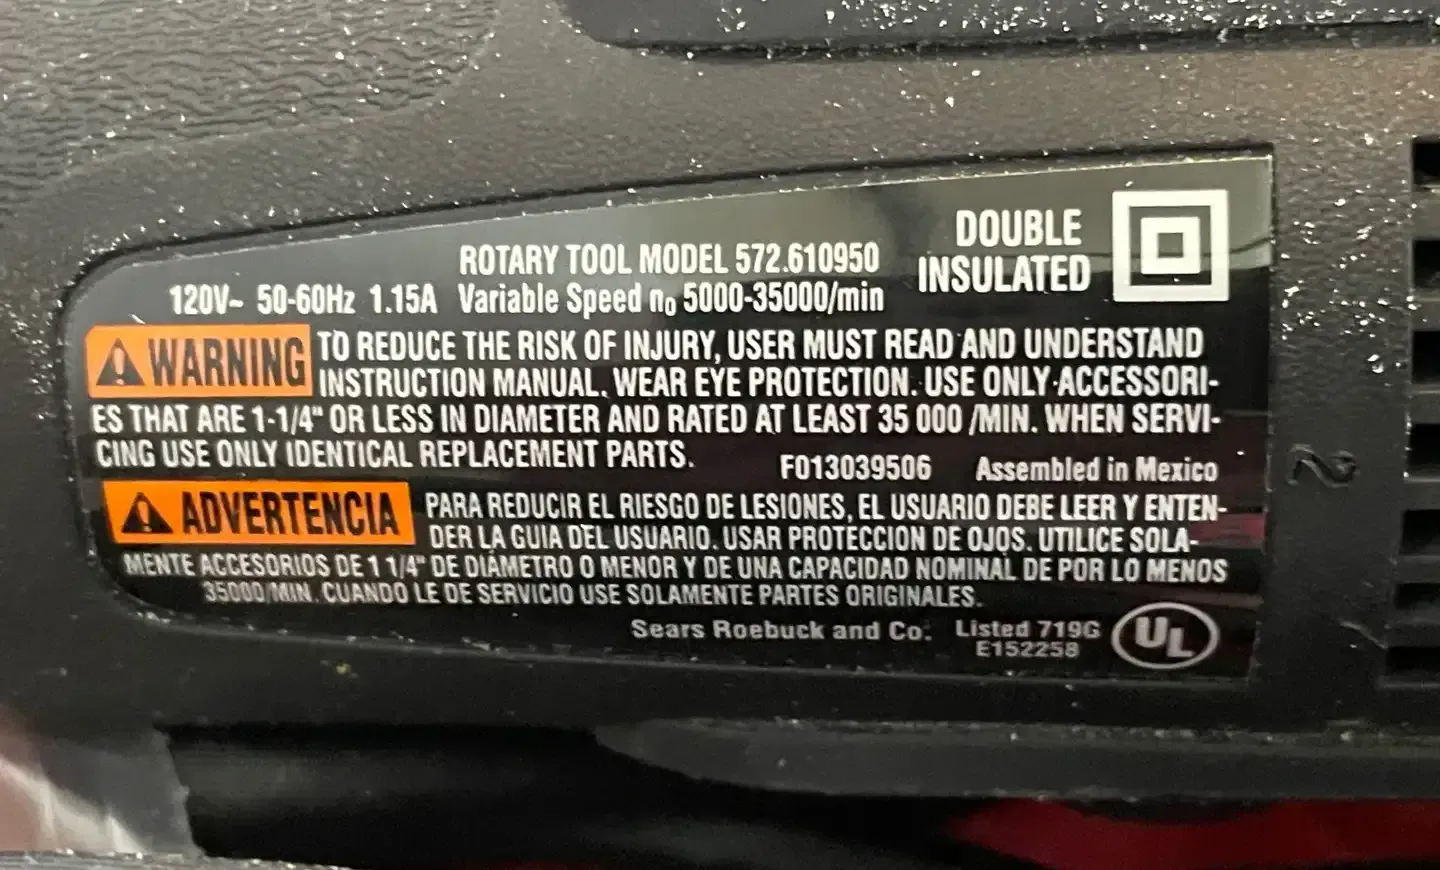 ROTARY TOOL MODEL 572.610950
120V~ 50-60Hz 1.15A Variable Speed n0 5000-35000/min
DOUBLE
INSULATED
WARNING TO REDUCE THE RISK OF INJURY, USER MUST READ AND UNDERSTAND
INSTRUCTION MANUAL. WEAR EYE PROTECTION. USE ONLY ACCESSORI-
ES THAT ARE 1-1/4" OR LESS IN DIAMETER AND RATED AT LEAST 35 000 /MIN. WHEN SERVI-
CING USE ONLY IDENTICAL REPLACEMENT PARTS.
F013039506 Assembled in Mexico
ADVERTENCIA PARA REDUCIR EL RIESGO DE LESIONES, EL USUARIO DEBE LEER Y ENTEN-
DER LA GUIA DEL USUARIO. USAR PROTECCION DE OJOS. UTILICE SOLA-
MENTE ACCESORIOS DE 1 1/4" DE DIÁMETRO O MENOR Y DE UNA CAPACIDAD NOMINAL DE POR LO MENOS
35000/MIN. CUANDO LE DE SERVICIO USE SOLAMENTE PARTES ORIGINALES.
Sears Roebuck and Co. Listed 719G
E152258
UL
2